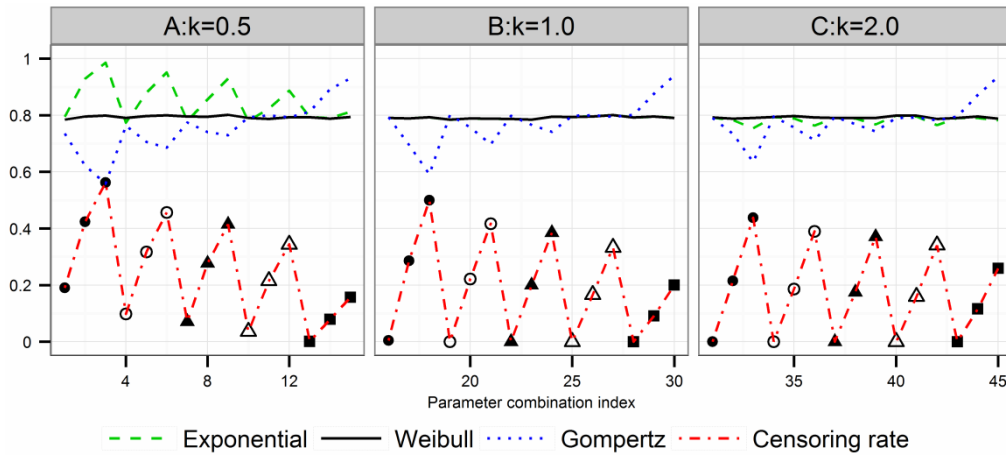 A:k=0.5
B:k=1.0
C:k=2.0
1
0.8
0.6
0.4
0.2
0
4 8 12
20 25 30
35 40 45
Parameter combination index
Exponential Weibull Gompertz Censoring rate